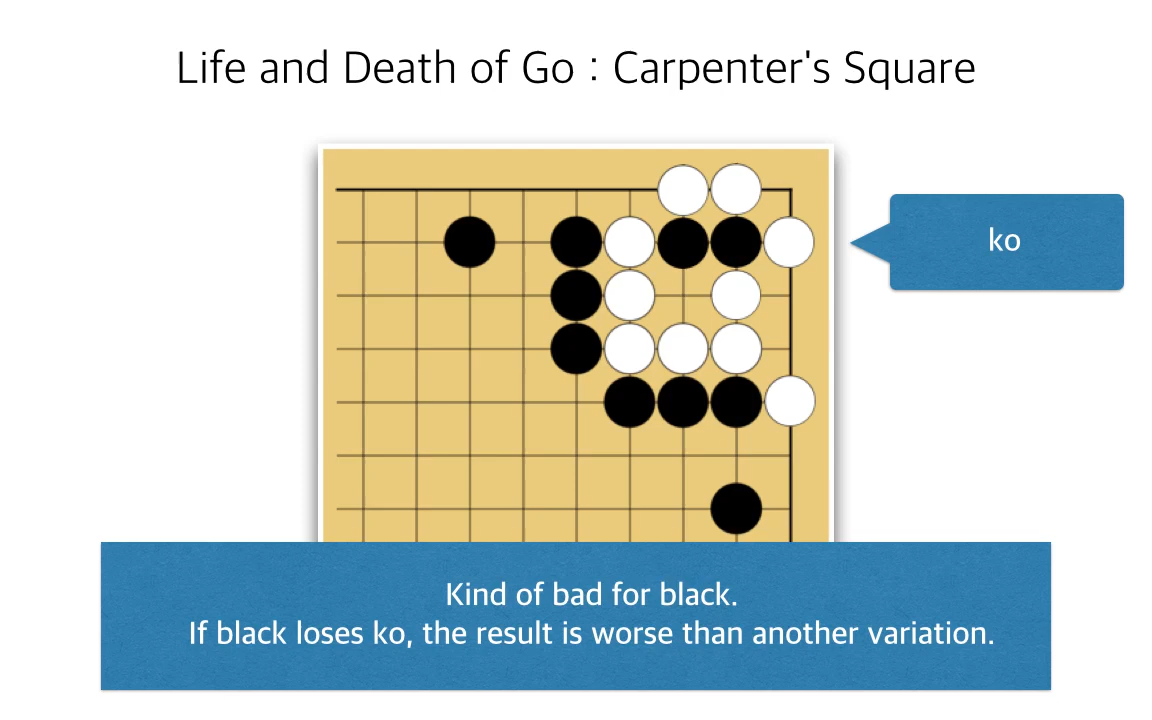 Life and Death of Go : Carpenter's Square
ko
Kind of bad for black.
If black loses ko, the result is worse than another variation.